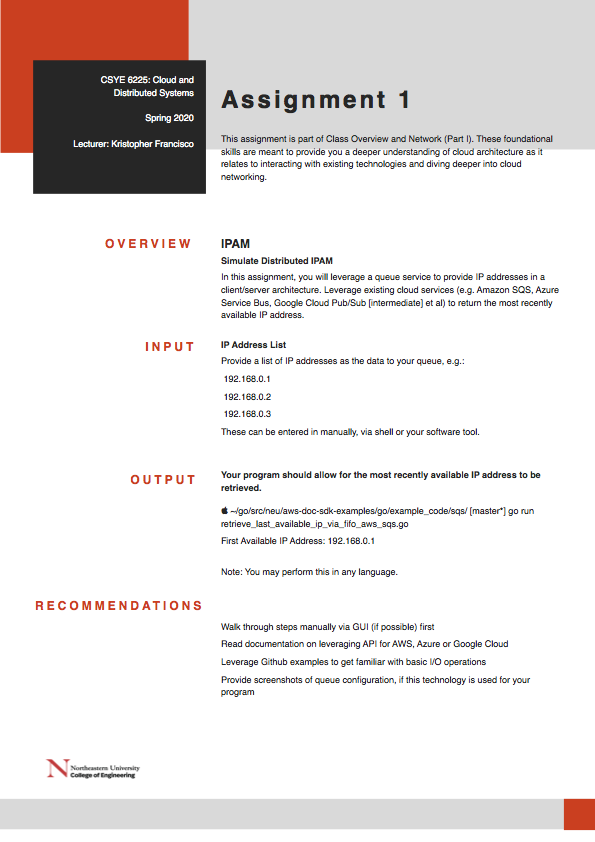 CSYE 6225: Cloud and
Distributed Systems
Spring 2020
Lecturer: Kristopher Francisco
Assignment 1
This assignment is part of Class Overview and Network (Part I). These foundational
skills are meant to provide you a deeper understanding of cloud architecture as it
relates to interacting with existing technologies and diving deeper into cloud
networking.
OVERVIEW
IPAM
Simulate Distributed IPAM
In this assignment, you will leverage a queue service to provide IP addresses in a
client/server architecture. Leverage existing cloud services (e.g. Amazon SQS, Azure
Service Bus, Google Cloud Pub/Sub [intermediate] et al) to return the most recently
available IP address.
INPUT
IP Address List
Provide a list of IP addresses as the data to your queue, e.g.:
192.168.0.1
192.168.0.2
192.168.0.3
These can be entered in manually, via shell or your software tool.
OUTPUT
Your program should allow for the most recently available IP address to be
retrieved.
~/go/src/neu/aws-doc-sdk-examples/go/example_code/sqs/ [master*] go run
retrieve_last_available_ip_via_fifo_aws_sqs.go
First Available IP Address: 192.168.0.1
Note: You may perform this in any language.
RECOMMENDATIONS
Walk through steps manually via GUI (if possible) first
Read documentation on leveraging API for AWS, Azure or Google Cloud
Leverage Github examples to get familiar with basic I/O operations
Provide screenshots of queue configuration, if this technology is used for your
program
N
Northeastern University
College of Engineering